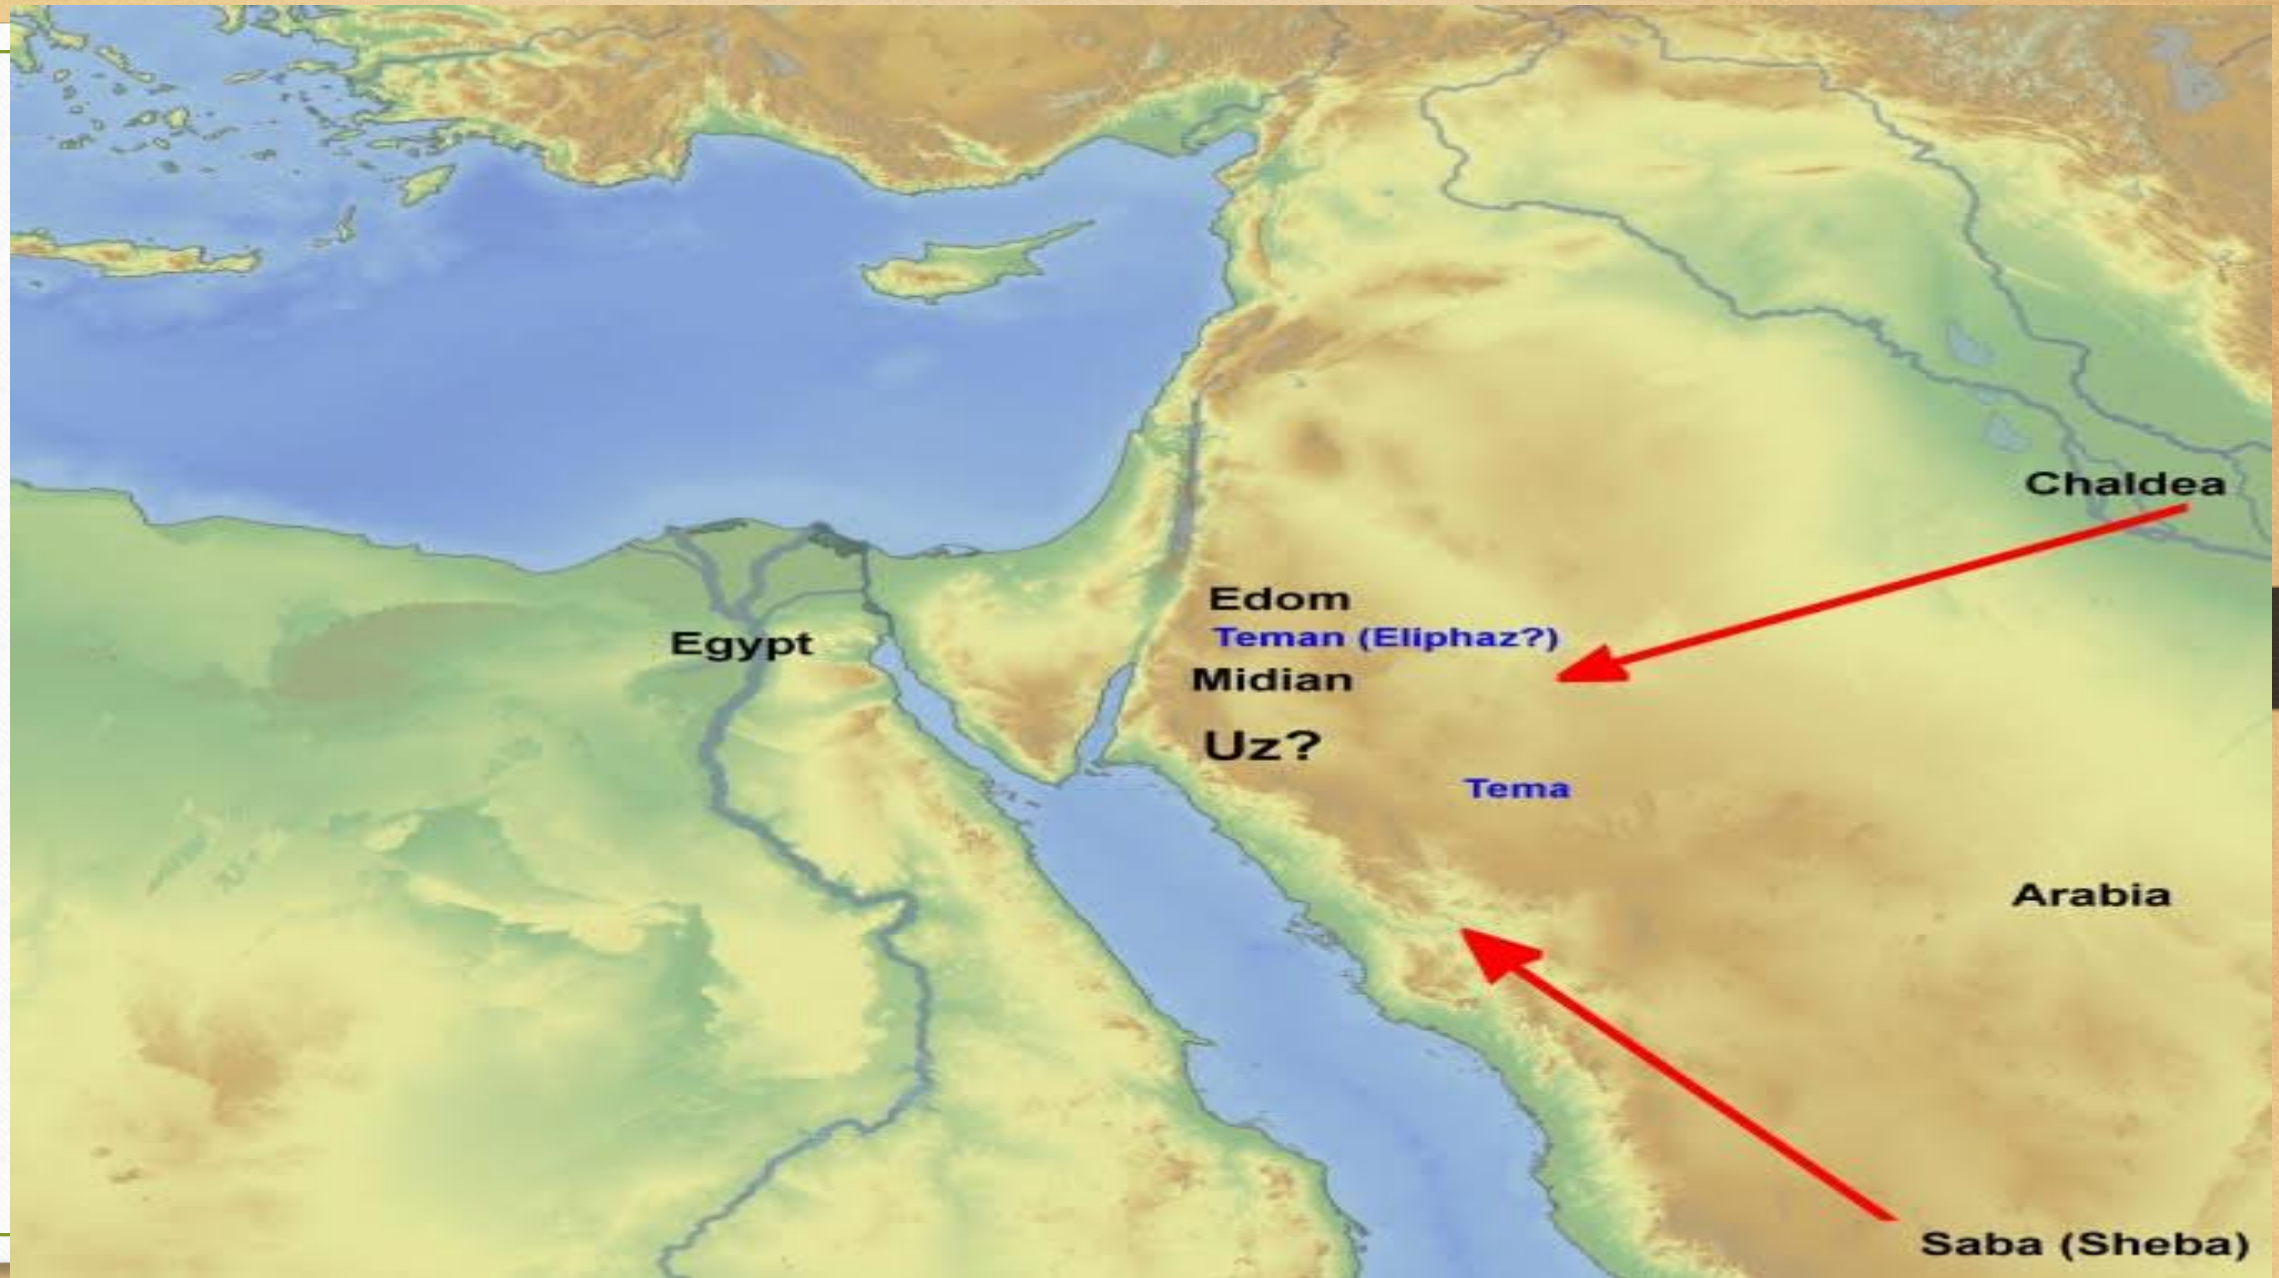 Chaldea
Edom
Teman (Eliphaz?)
Egypt
Midian
Uz?
Tema
Arabia
Saba (Sheba)